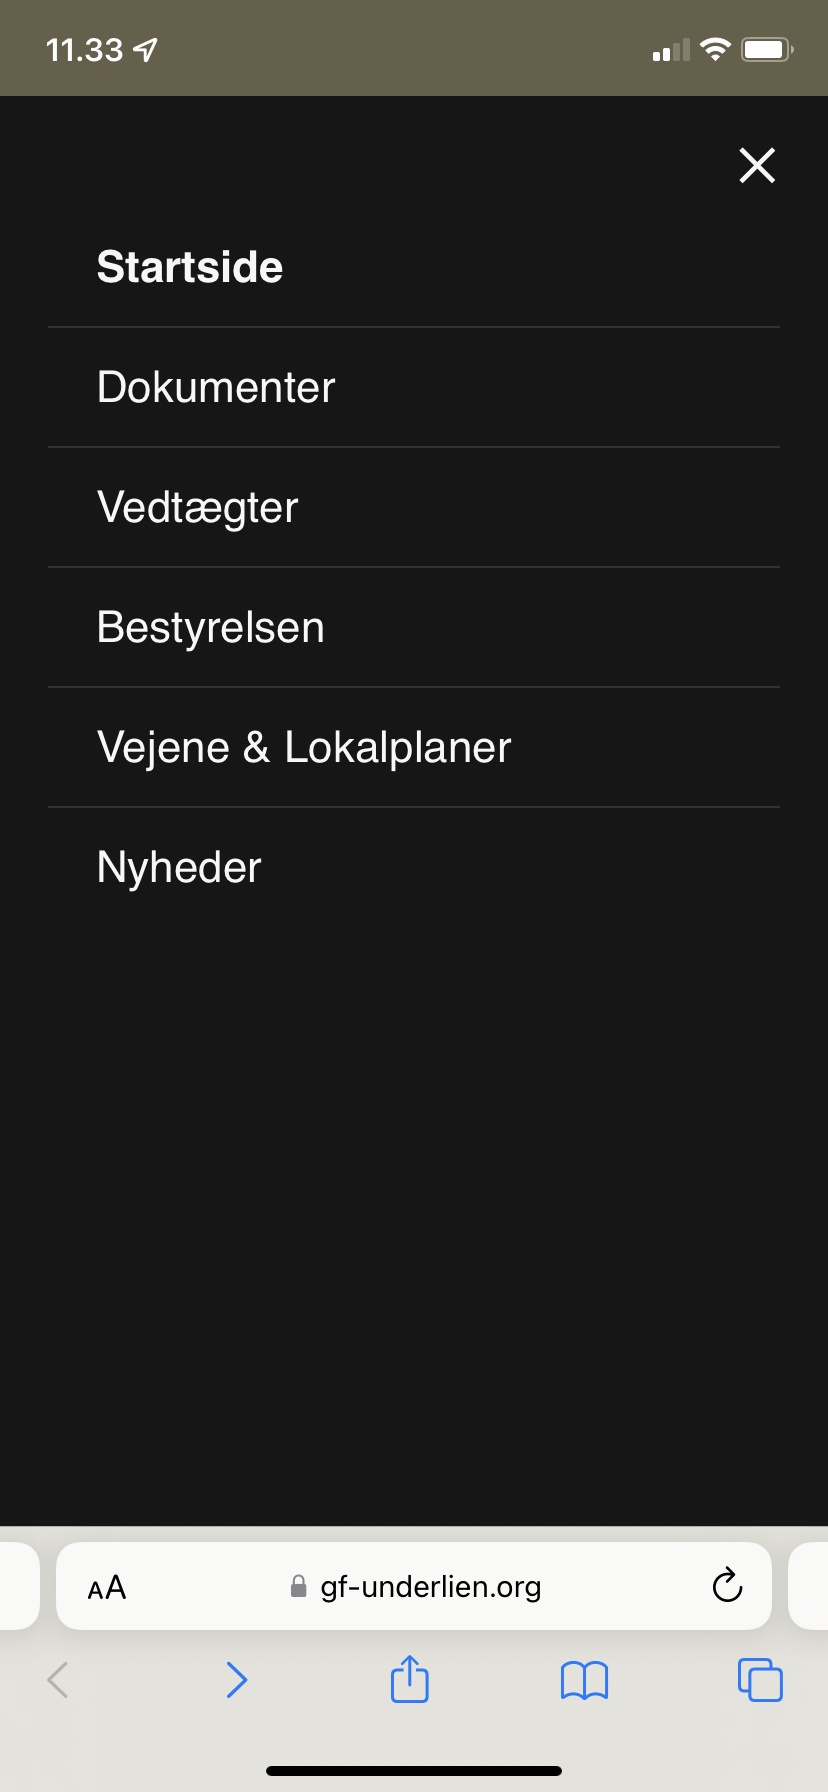 11.33
Startside
Dokumenter
Vedtægter
Bestyrelsen
Vejene & Lokalplaner
Nyheder
AA gf-underlien.org